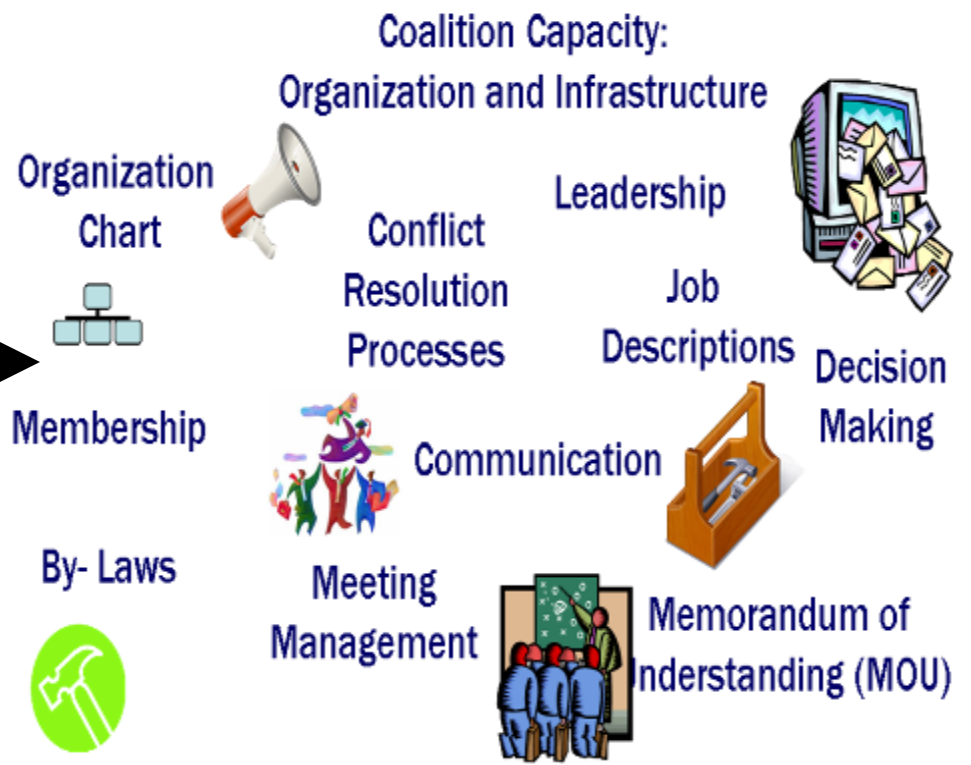 Coalition Capacity:
Organization and Infrastructure
Organization
Chart
Leadership
Conflict
Resolution
Processes
Job
Descriptions
Decision
Making
Membership
Communication
By- Laws
Meeting
Management
Memorandum of
nderstanding (MOU)